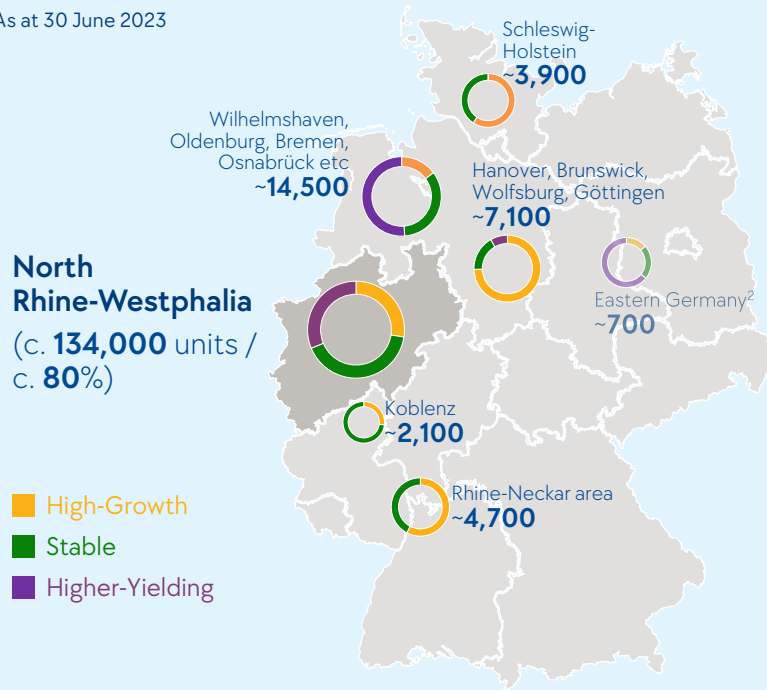 As at 30 June 2023
Schleswig-
Holstein
~3,900
Wilhelmshaven,
Oldenburg, Bremen,
Osnabrück etc
~14,500
Hanover, Brunswick,
Wolfsburg, Göttingen
~7,100
North
Rhine-Westphalia
(c. 134,000 units /
c. 80%)
Eastern Germany²
~700
Koblenz
~2,100
Rhine-Neckar area
~4,700
High-Growth
Stable
Higher-Yielding